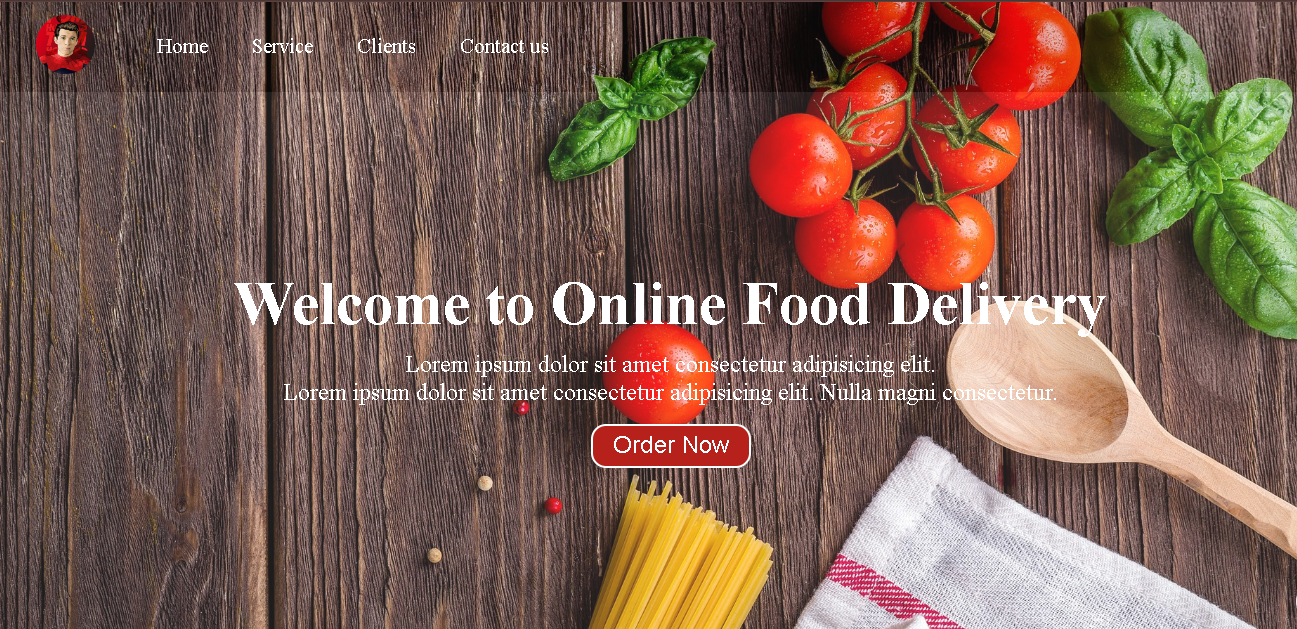 Home Service Clients Contact us
Welcome to Online Food Delivery
Lorem ipsum dolor sit amet consectetur adipisicing elit.
Lorem ipsum dolor sit amet consectetur adipisicing elit. Nulla magni consectetur.
Order Now